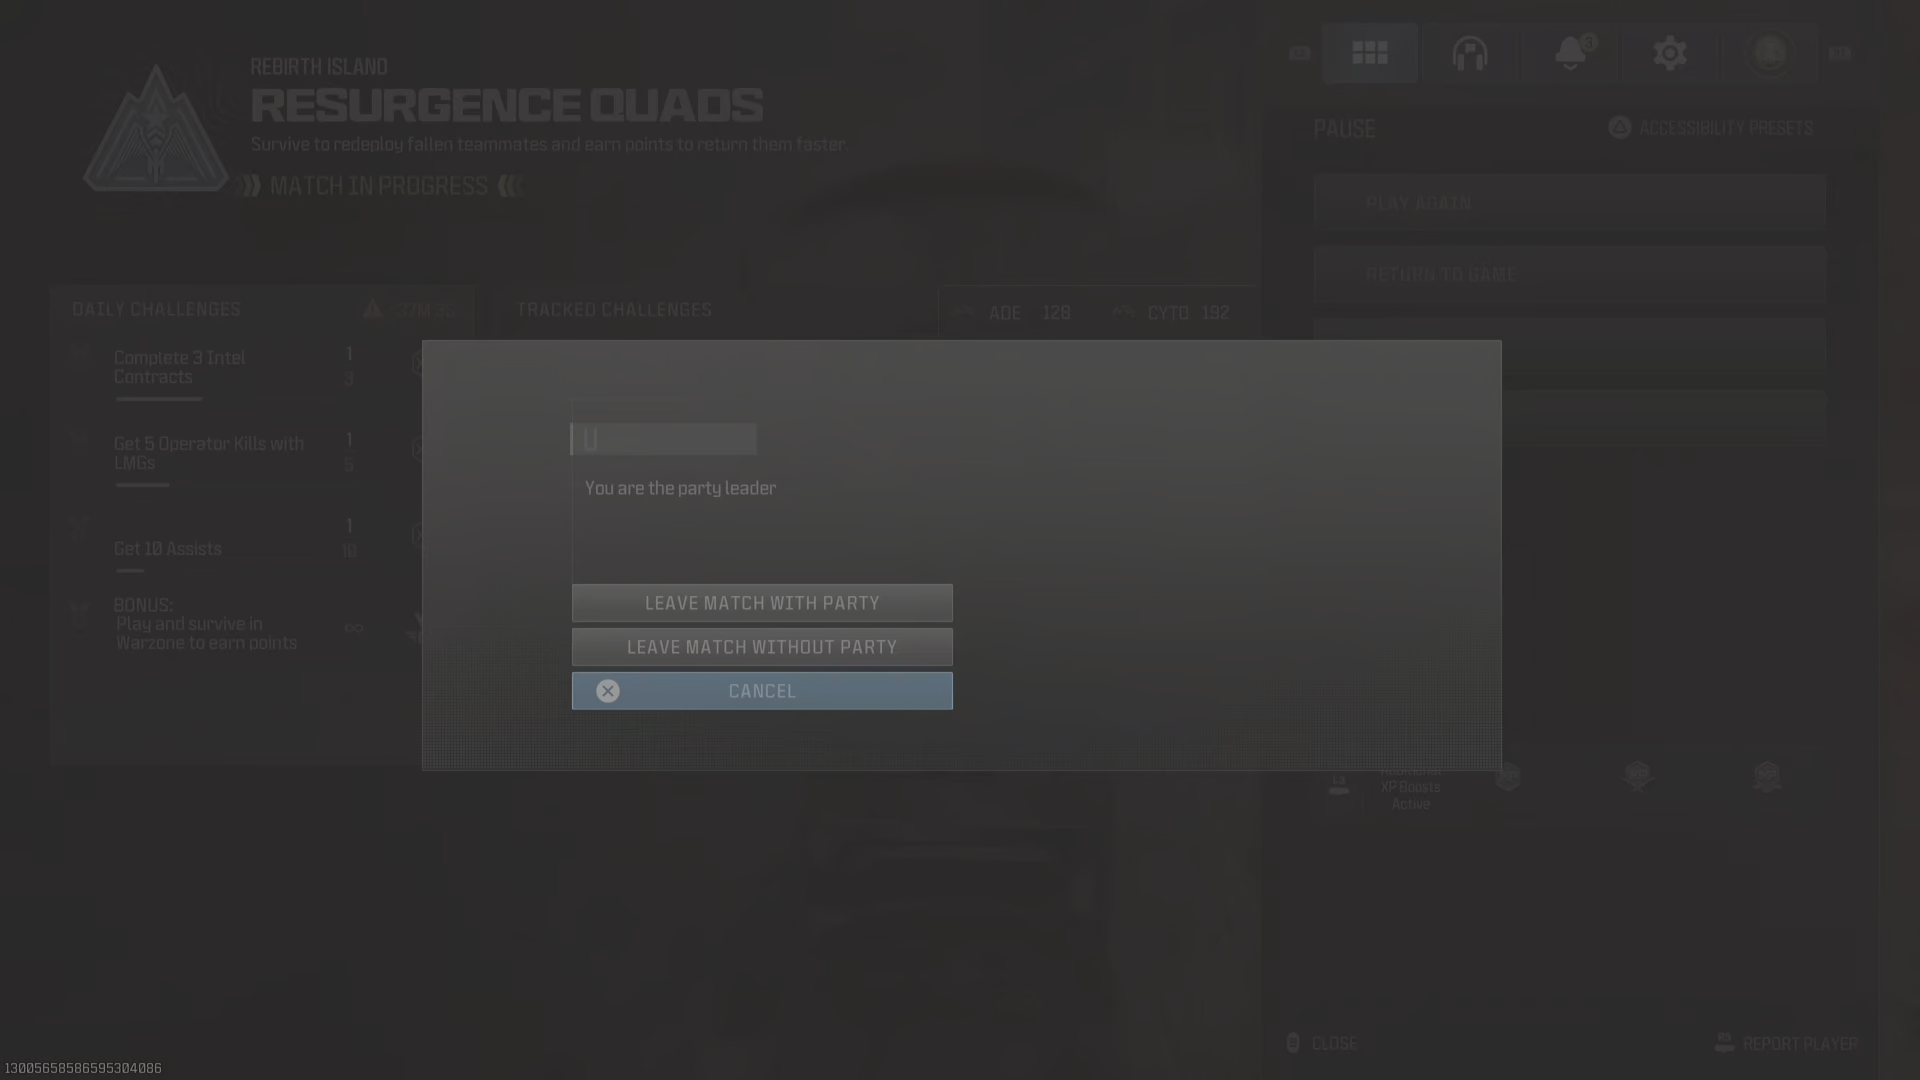 REBIRTH ISLAND
RESURGENCE QUADS
Survive to redeploy fallen teammates and earn points to return them faster.
MATCH IN PROGRESS
3
PAUSE
ACCESSIBILITY PRESETS
PLAY AGAIN
RETURN TO GAME
DAILY CHALLENGES
TRACKED CHALLENGES
ADE 128
CYTO 192
Complete 3 Intel
Contracts
1
3
Get 5 Operator Kills with
LMGs
1
5
Get 10 Assists
1
10
BONUS:
Play and survive in
Warzone to earn points
∞
You are the party leader
LEAVE MATCH WITH PARTY
LEAVE MATCH WITHOUT PARTY
CANCEL
L3
Additional
XP Boosts
Active
CLOSE
REPORT PLAYER
13005658586595304086